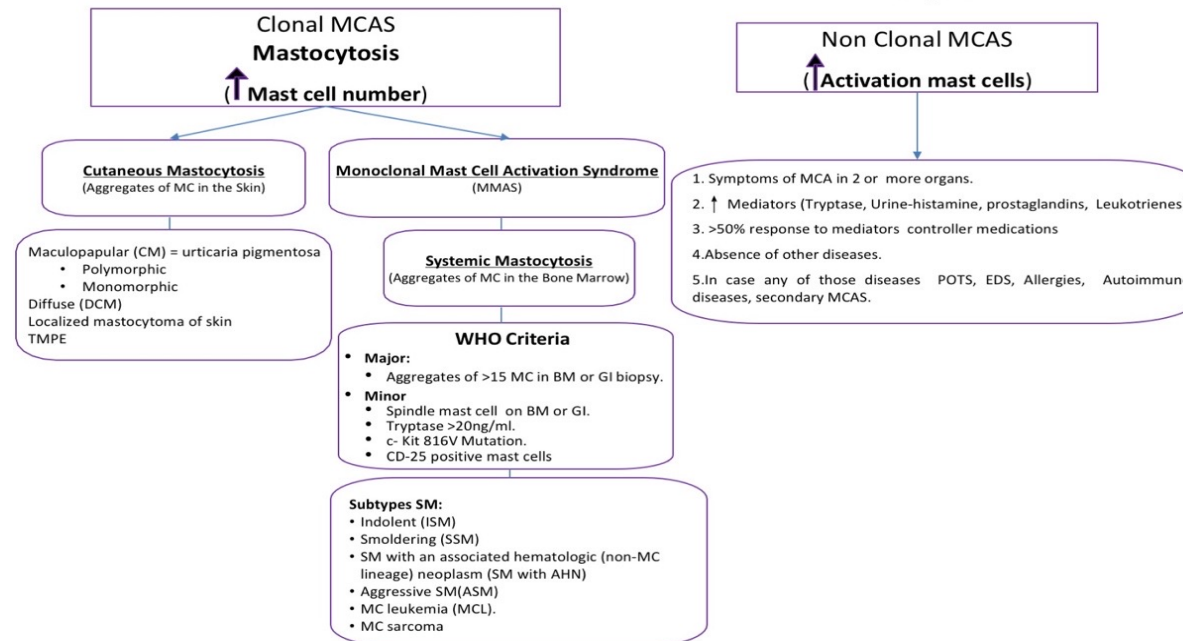 Clonal MCAS
Mastocytosis
(↑ Mast cell number)
Non Clonal MCAS
(↑Activation mast cells)
Cutaneous Mastocytosis
(Aggregates of MC in the Skin)
Monoclonal Mast Cell Activation Syndrome
(MMAS)
1. Symptoms of MCA in 2 or more organs.
2. ↑ Mediators (Tryptase, Urine-histamine, prostaglandins, Leukotrienes
3. >50% response to mediators controller medications
4.Absence of other diseases.
5.In case any of those diseases POTS, EDS, Allergies, Autoimmun
diseases, secondary MCAS.
Maculopapular (CM) = urticaria pigmentosa
• Polymorphic
• Monomorphic
Diffuse (DCM)
Localized mastocytoma of skin
TMPE
Systemic Mastocytosis
(Aggregates of MC in the Bone Marrow)
WHO Criteria
• Major:
• Aggregates of >15 MC in BM or GI biopsy.
• Minor
• Spindle mast cell on BM or GI.
• Tryptase >20ng/ml.
• c- Kit 816V Mutation.
• CD-25 positive mast cells
Subtypes SM:
• Indolent (ISM)
• Smoldering (SSM)
• SM with an associated hematologic (non-MC
lineage) neoplasm (SM with AHN)
• Aggressive SM(ASM)
• MC leukemia (MCL).
• MC sarcoma